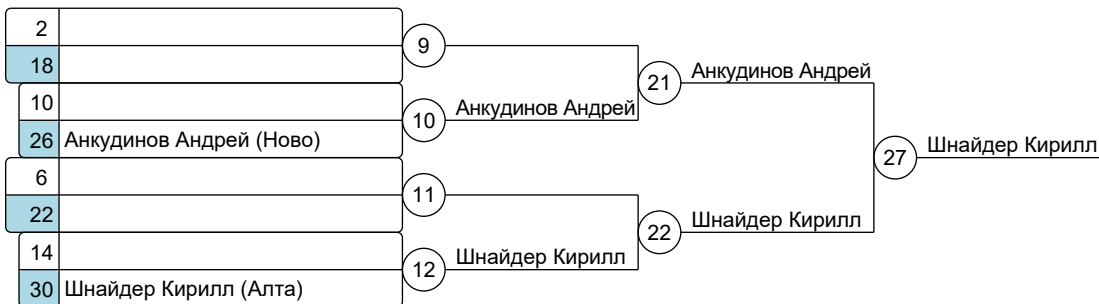 2
18
9
10
26 Анкудинов Андрей (Ново)
10
Анкудинов Андрей
21
Анкудинов Андрей
6
22
11
14
30 Шнайдер Кирилл (Алта)
12
Шнайдер Кирилл
22
Шнайдер Кирилл
27
Шнайдер Кирилл